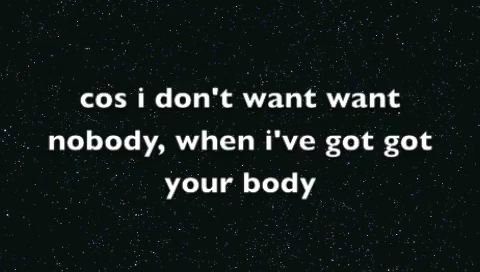 cos i don't want want
nobody, when i've got got
your body